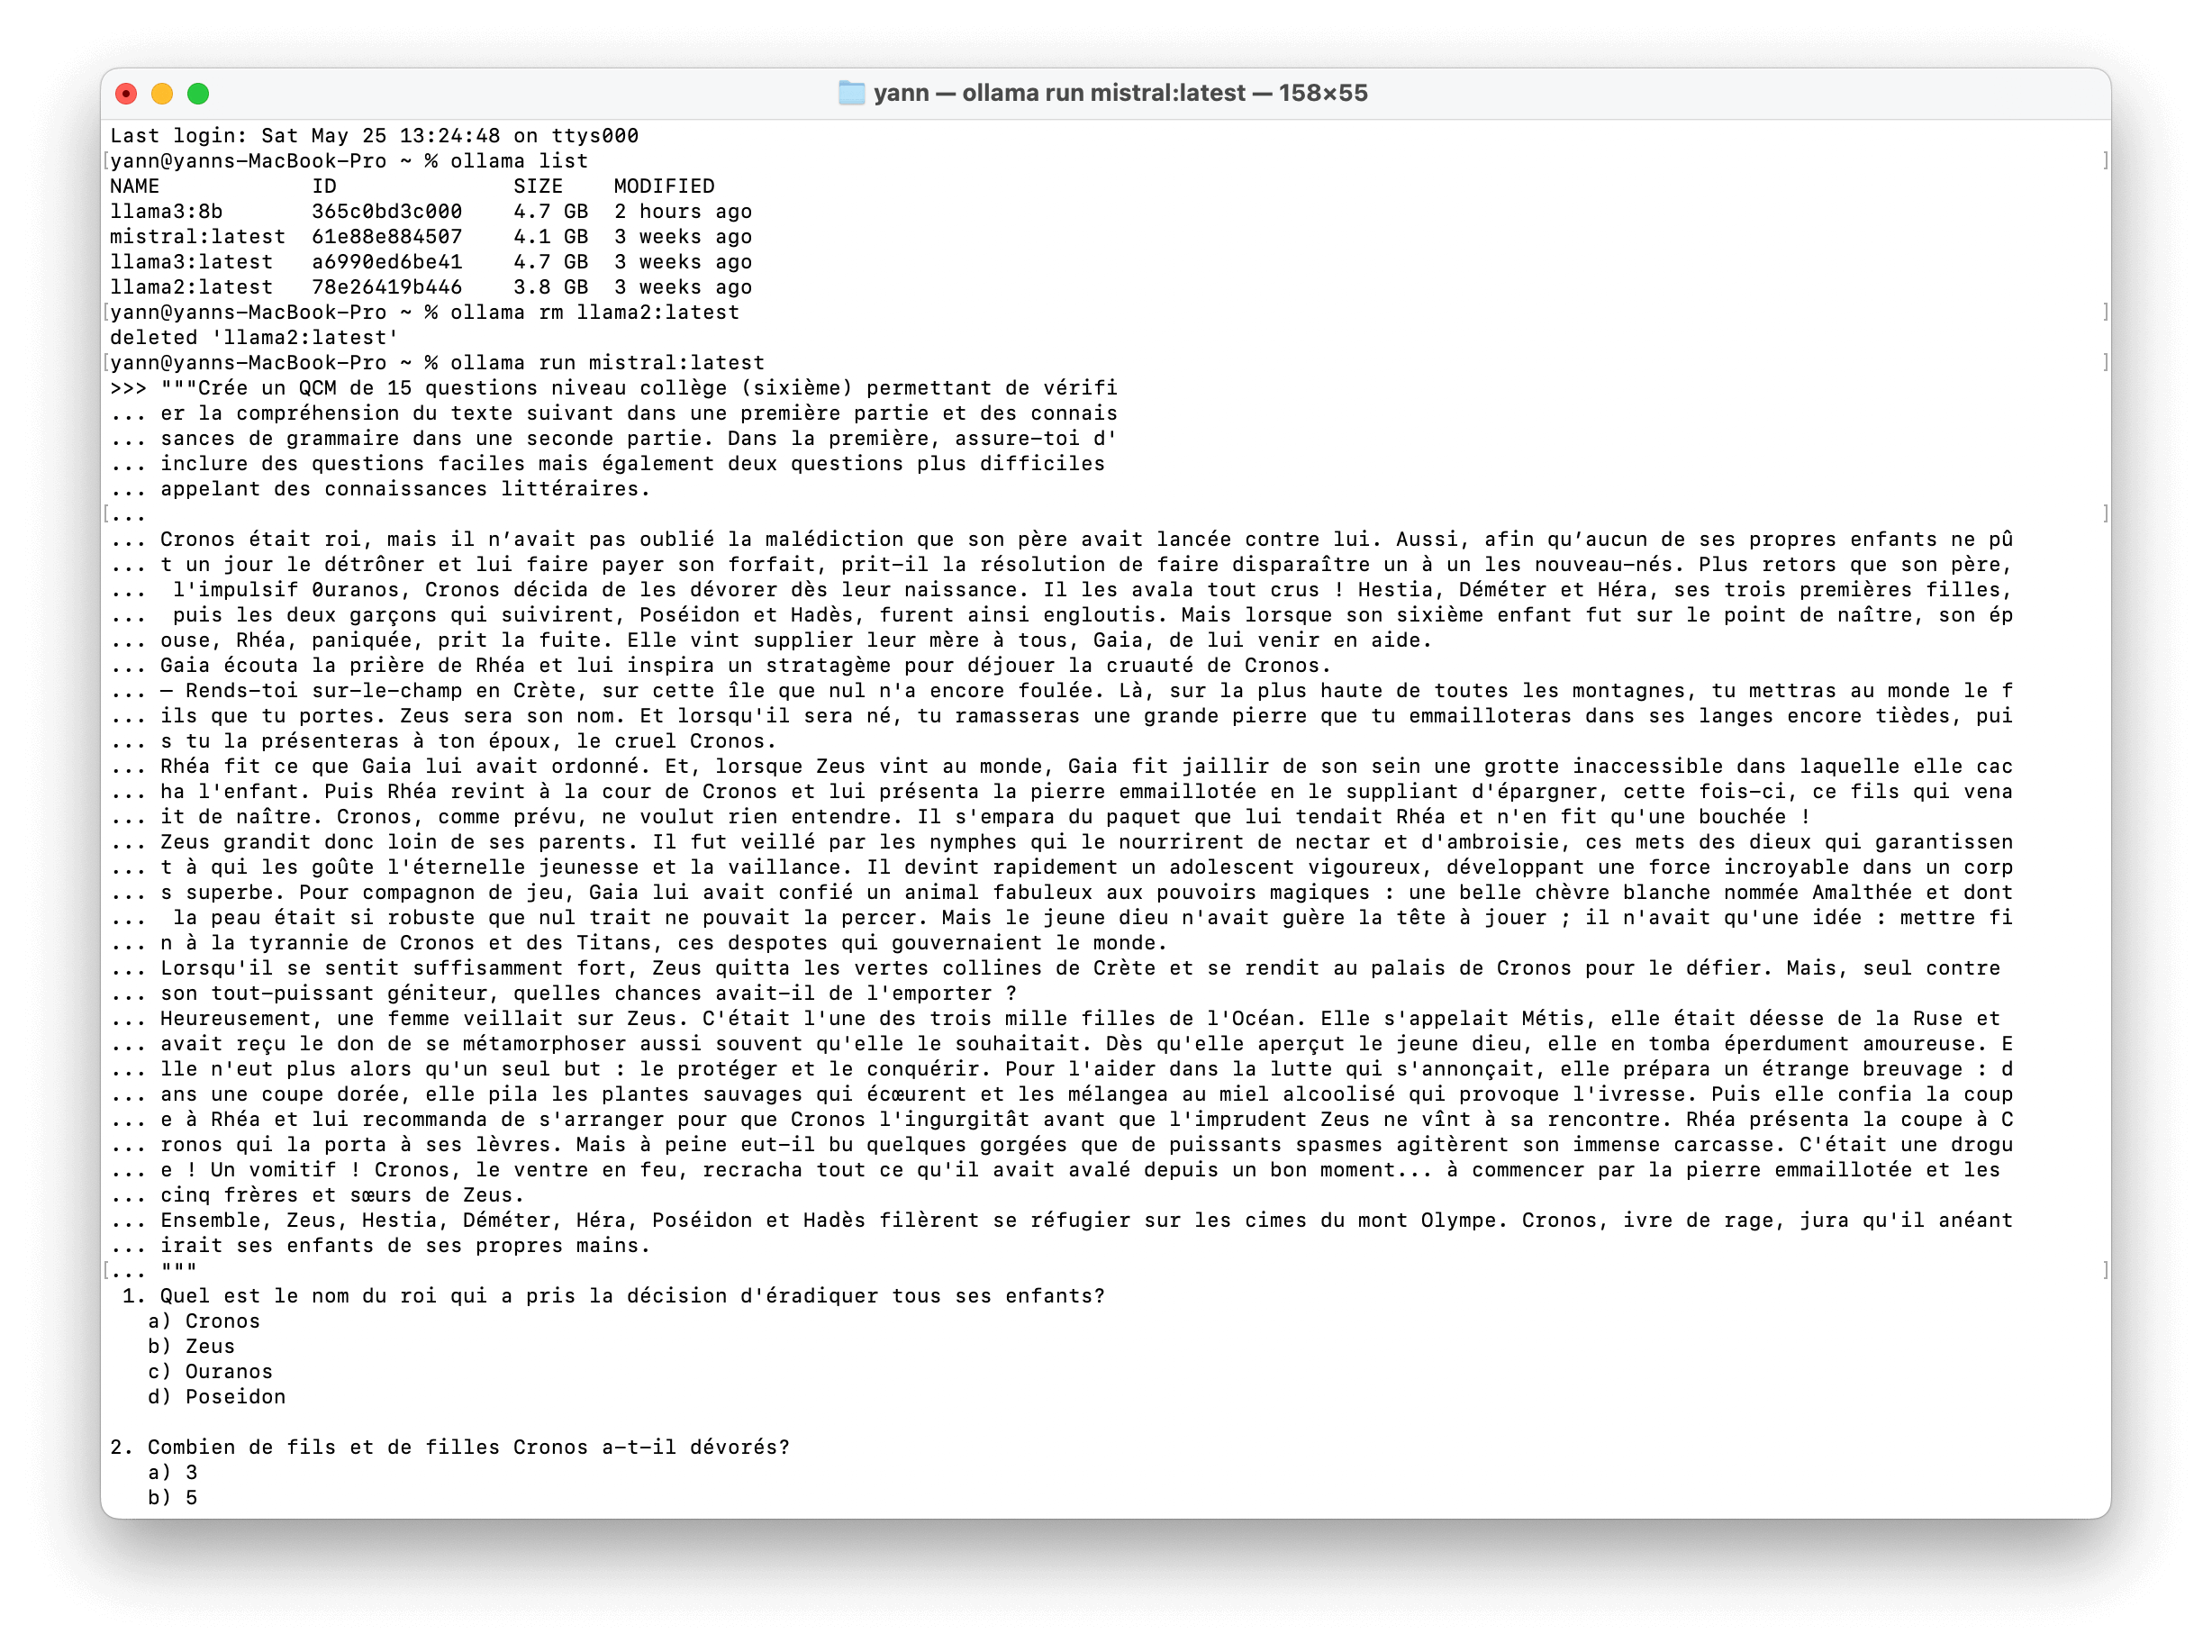 yann — ollama run mistral:latest — 158×55
Last login: Sat May 25 13:24:48 on ttys000
[yann@yanns-MacBook-Pro ~ % ollama list ]
NAME ID SIZE MODIFIED
llama3:8b 365c0bd3c000 4.7 GB 2 hours ago
mistral:latest 61e88e884507 4.1 GB 3 weeks ago
llama3:latest a6990ed6be41 4.7 GB 3 weeks ago
llama2:latest 78e26419b446 3.8 GB 3 weeks ago
[yann@yanns-MacBook-Pro ~ % ollama rm llama2:latest ]
deleted 'llama2:latest'
[yann@yanns-MacBook-Pro ~ % ollama run mistral:latest ]
>>> """Crée un QCM de 15 questions niveau collège (sixième) permettant de vérifi
... er la compréhension du texte suivant dans une première partie et des connais
... sances de grammaire dans une seconde partie. Dans la première, assure-toi d'
... inclure des questions faciles mais également deux questions plus difficiles
... appelant des connaissances littéraires.
[... ]
... Cronos était roi, mais il n’avait pas oublié la malédiction que son père avait lancée contre lui. Aussi, afin qu’aucun de ses propres enfants ne pû
... t un jour le détrôner et lui faire payer son forfait, prit-il la résolution de faire disparaître un à un les nouveau-nés. Plus retors que son père,
...  l'impulsif 0uranos, Cronos décida de les dévorer dès leur naissance. Il les avala tout crus ! Hestia, Déméter et Héra, ses trois premières filles,
...  puis les deux garçons qui suivirent, Poséidon et Hadès, furent ainsi engloutis. Mais lorsque son sixième enfant fut sur le point de naître, son ép
... ouse, Rhéa, paniquée, prit la fuite. Elle vint supplier leur mère à tous, Gaia, de lui venir en aide.
... Gaia écouta la prière de Rhéa et lui inspira un stratagème pour déjouer la cruauté de Cronos.
... — Rends-toi sur-le-champ en Crète, sur cette île que nul n'a encore foulée. Là, sur la plus haute de toutes les montagnes, tu mettras au monde le f
... ils que tu portes. Zeus sera son nom. Et lorsqu'il sera né, tu ramasseras une grande pierre que tu emmailloteras dans ses langes encore tièdes, pui
... s tu la présenteras à ton époux, le cruel Cronos.
... Rhéa fit ce que Gaia lui avait ordonné. Et, lorsque Zeus vint au monde, Gaia fit jaillir de son sein une grotte inaccessible dans laquelle elle cac
... ha l'enfant. Puis Rhéa revint à la cour de Cronos et lui présenta la pierre emmaillotée en le suppliant d'épargner, cette fois-ci, ce fils qui vena
... it de naître. Cronos, comme prévu, ne voulut rien entendre. Il s'empara du paquet que lui tendait Rhéa et n'en fit qu'une bouchée !
... Zeus grandit donc loin de ses parents. Il fut veillé par les nymphes qui le nourrirent de nectar et d'ambroisie, ces mets des dieux qui garantissen
... t à qui les goûte l'éternelle jeunesse et la vaillance. Il devint rapidement un adolescent vigoureux, développant une force incroyable dans un corp
... s superbe. Pour compagnon de jeu, Gaia lui avait confié un animal fabuleux aux pouvoirs magiques : une belle chèvre blanche nommée Amalthée et dont
...  la peau était si robuste que nul trait ne pouvait la percer. Mais le jeune dieu n'avait guère la tête à jouer ; il n'avait qu'une idée : mettre fi
... n à la tyrannie de Cronos et des Titans, ces despotes qui gouvernaient le monde.
... Lorsqu'il se sentit suffisamment fort, Zeus quitta les vertes collines de Crète et se rendit au palais de Cronos pour le défier. Mais, seul contre
... son tout-puissant géniteur, quelles chances avait-il de l'emporter ?
... Heureusement, une femme veillait sur Zeus. C'était l'une des trois mille filles de l'Océan. Elle s'appelait Métis, elle était déesse de la Ruse et
... avait reçu le don de se métamorphoser aussi souvent qu'elle le souhaitait. Dès qu'elle aperçut le jeune dieu, elle en tomba éperdument amoureuse. E
... lle n'eut plus alors qu'un seul but : le protéger et le conquérir. Pour l'aider dans la lutte qui s'annonçait, elle prépara un étrange breuvage : d
... ans une coupe dorée, elle pila les plantes sauvages qui écœurent et les mélangea au miel alcoolisé qui provoque l'ivresse. Puis elle confia la coup
... e à Rhéa et lui recommanda de s'arranger pour que Cronos l'ingurgitât avant que l'imprudent Zeus ne vînt à sa rencontre. Rhéa présenta la coupe à C
... ronos qui la porta à ses lèvres. Mais à peine eut-il bu quelques gorgées que de puissants spasmes agitèrent son immense carcasse. C'était une drogu
... e ! Un vomitif ! Cronos, le ventre en feu, recracha tout ce qu'il avait avalé depuis un bon moment... à commencer par la pierre emmaillotée et les
... cinq frères et sœurs de Zeus.
... Ensemble, Zeus, Hestia, Déméter, Héra, Poséidon et Hadès filèrent se réfugier sur les cimes du mont Olympe. Cronos, ivre de rage, jura qu'il anéant
... irait ses enfants de ses propres mains.
[... """ ]
1. Quel est le nom du roi qui a pris la décision d'éradiquer tous ses enfants?
a) Cronos
b) Zeus
c) Ouranos
d) Poseidon
2. Combien de fils et de filles Cronos a-t-il dévorés?
a) 3
b) 5